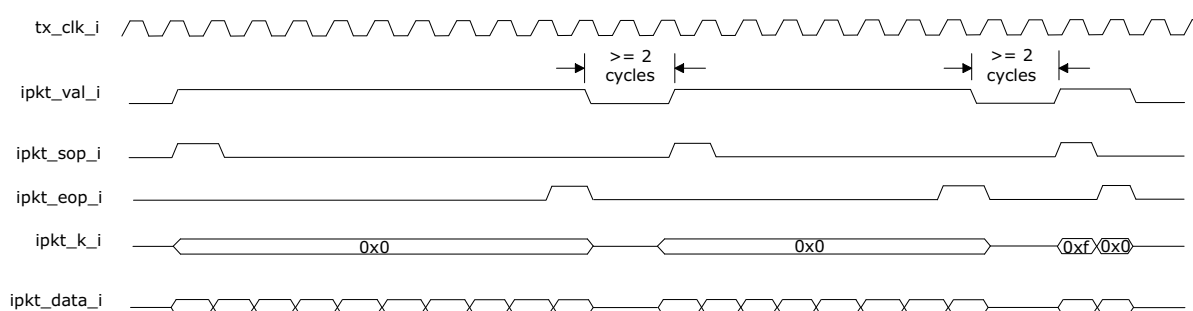 tx_clk_i
>= 2 >= 2
cycles cycles
ipkt_val_i
ipkt_sop_i
ipkt_eop_i
ipkt_k_i 0x0 0x0 0xf 0x0
ipkt_data_i